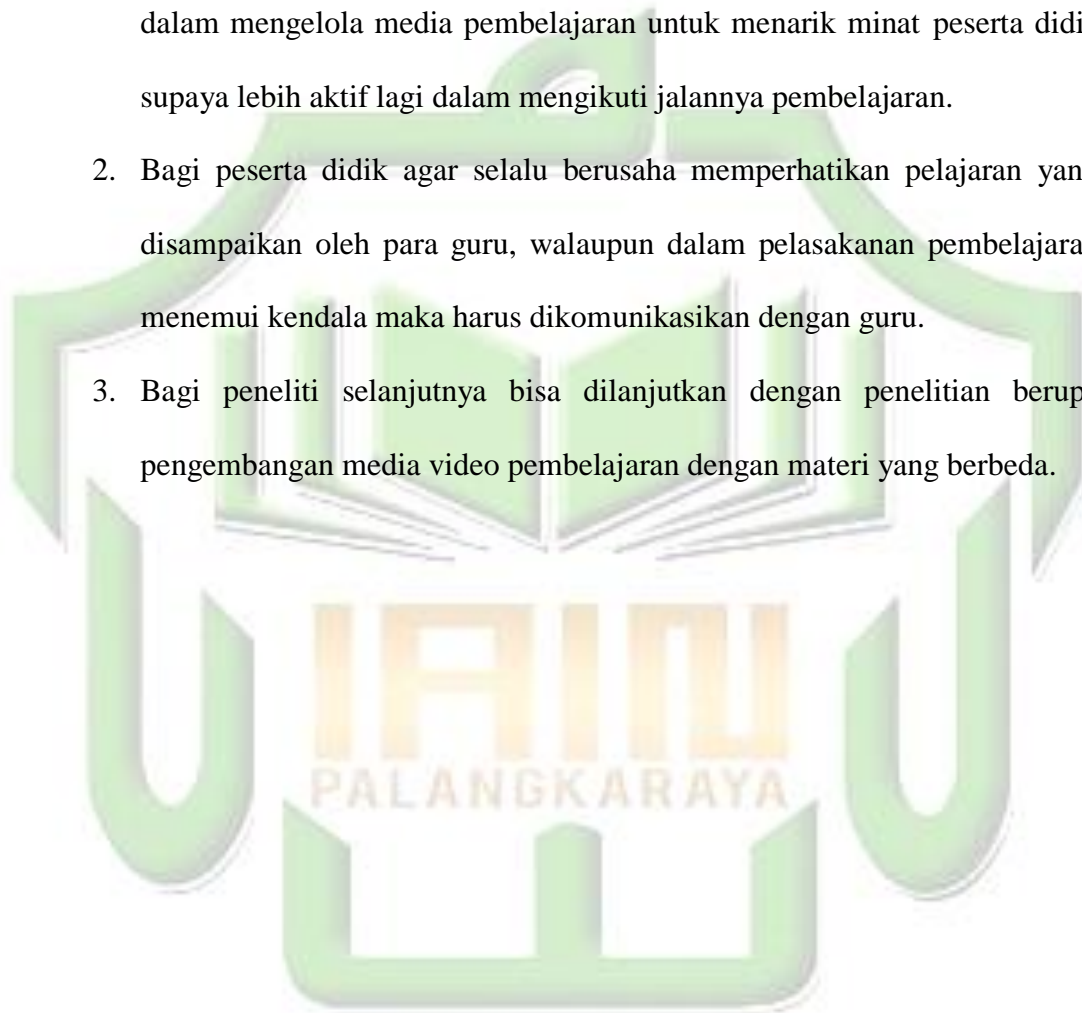 dalam mengelola media pembelajaran untuk menarik minat peserta didi
supaya lebih aktif lagi dalam mengikuti jalannya pembelajaran.
2. Bagi peserta didik agar selalu berusaha memperhatikan pelajaran yan
disampaikan oleh para guru, walaupun dalam pelasakanan pembelajara
menemui kendala maka harus dikomunikasikan dengan guru.
3. Bagi peneliti selanjutnya bisa dilanjutkan dengan penelitian berup
pengembangan media video pembelajaran dengan materi yang berbeda.
IAIN
PALANGKARAYA